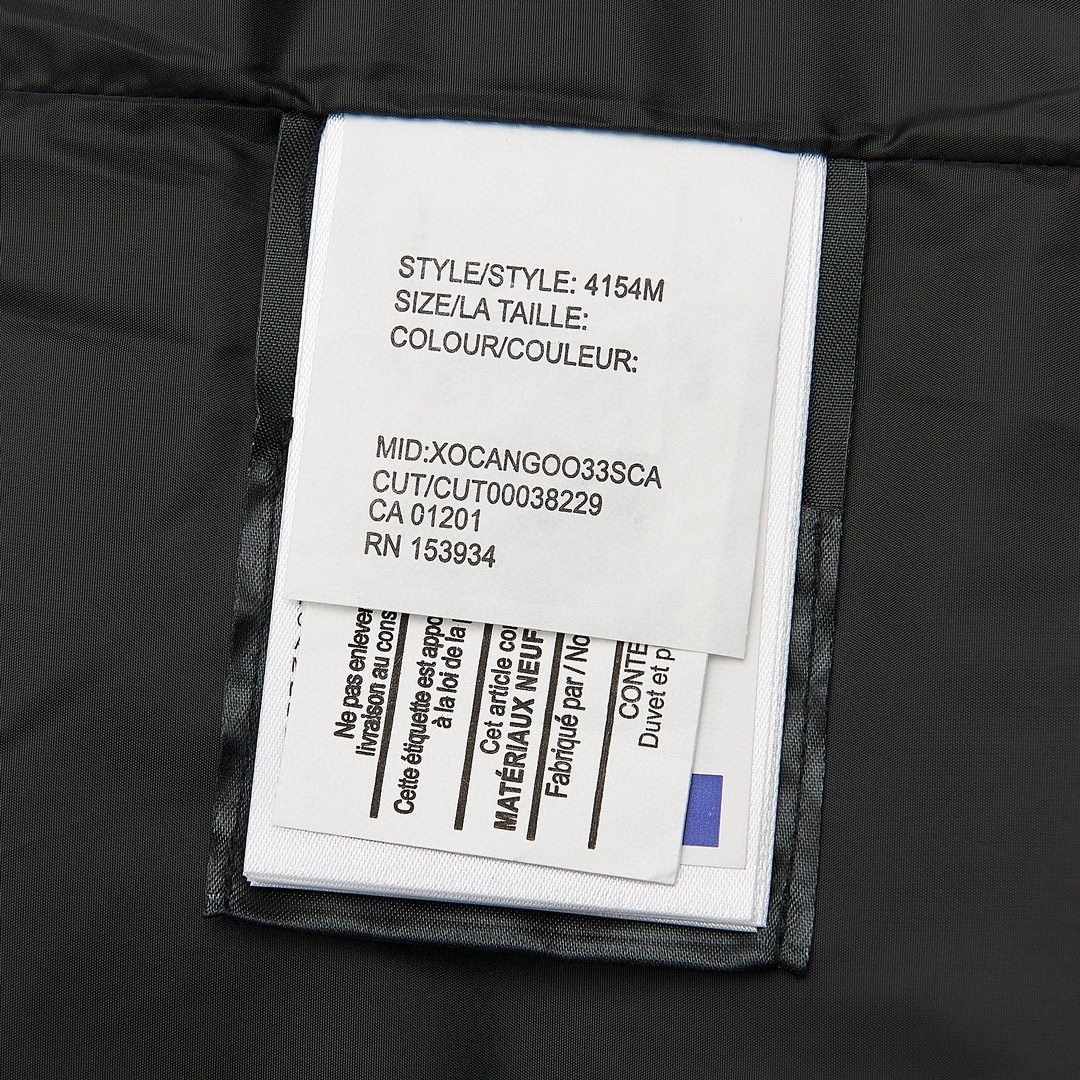 STYLE/STYLE: 4154M
SIZE/LA TAILLE:
COLOUR/COULEUR:
MID:XOCANGOO33SCA
CUT/CUT00038229
CA 01201
RN 153934
Ne pas enlever
livraison au cons
Cette étiquette est appo
à la loi de la
Cet article co
MATÉRIAUX NEUF
Fabriqué par / No
CONTE
Duvet et p